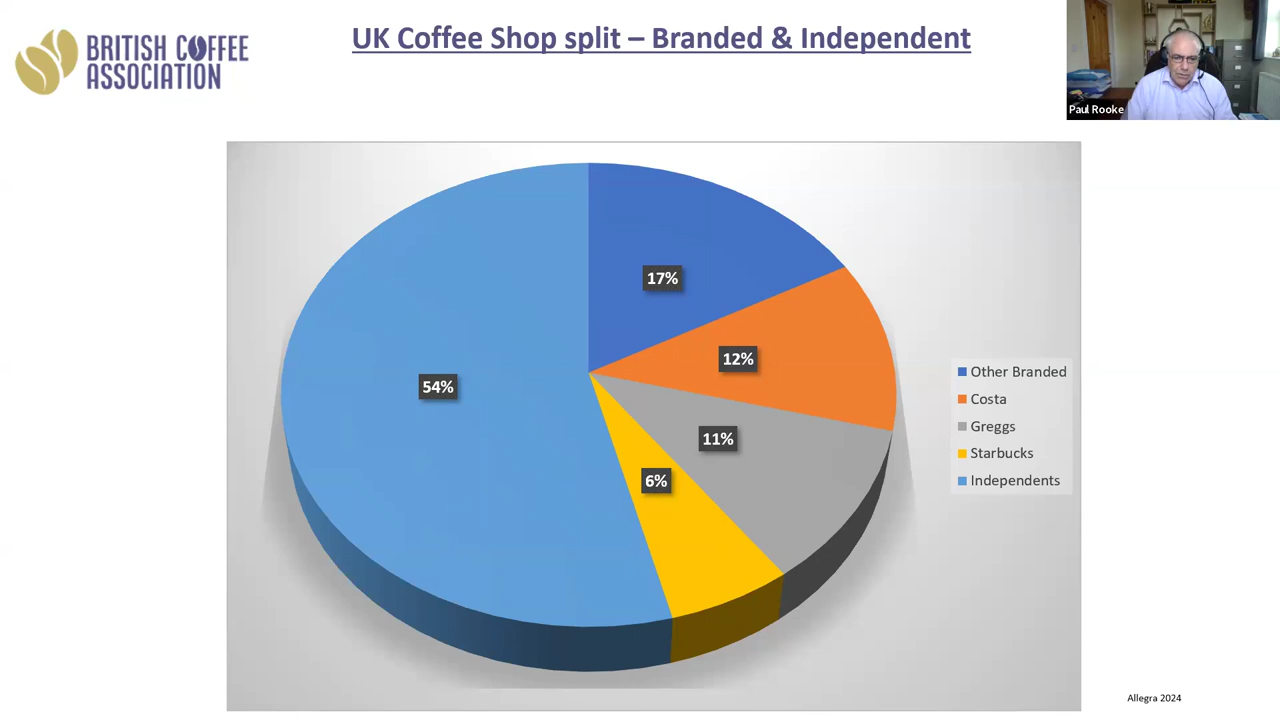 BRITISH COFFEE
ASSOCIATION
UK Coffee Shop split – Branded & Independent
Paul Rooke
17%
12%
54%
11%
6%
Other Branded
Costa
Greggs
Starbucks
Independents
Allegra 2024